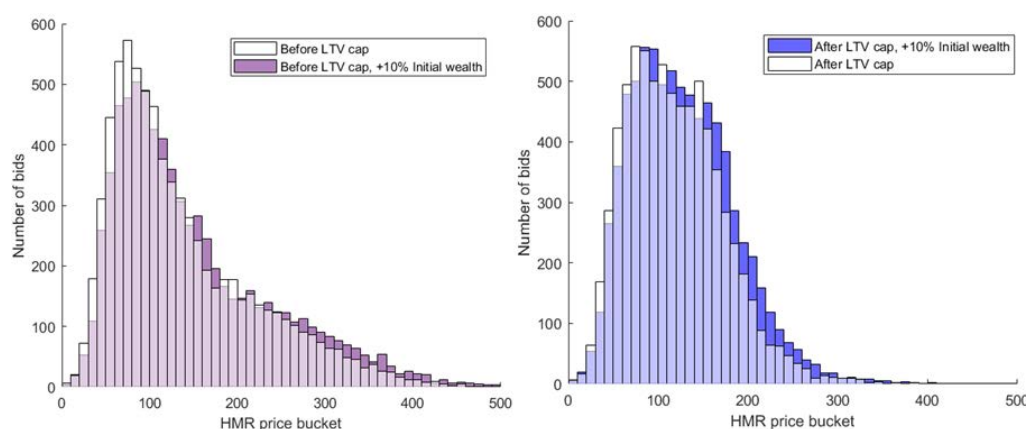 600
500
400
300
200
100
0
Number of bids
Before LTV cap
Before LTV cap, +10% Initial wealth
0 100 200 300 400 500
HMR price bucket
600
500
400
300
200
100
0
Number of bids
After LTV cap, +10% Initial wealth
After LTV cap
0 100 200 300 400 500
HMR price bucket